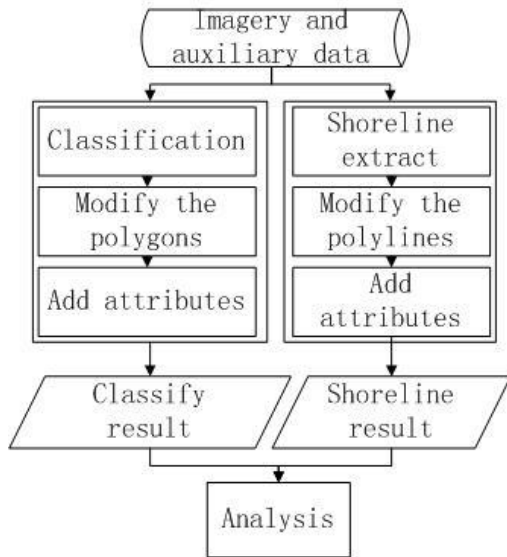 Imagery and
auxiliary data
Classification
Modify the
polygons
Add attributes
Shoreline
extract
Modify the
polylines
Add
attributes
Classify
result
Shoreline
result
Analysis